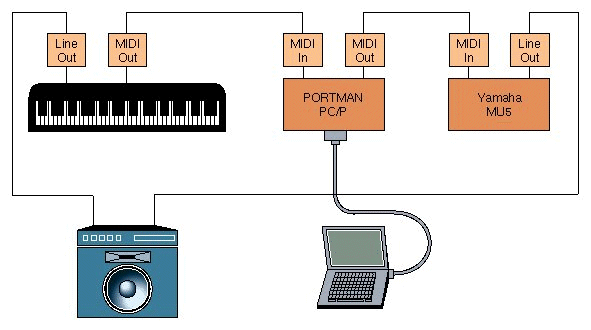 Line
Out
MIDI
Out
MIDI
In
MIDI
Out
MIDI
In
Line
Out
PORTMAN
PC/P
Yamaha
MU5